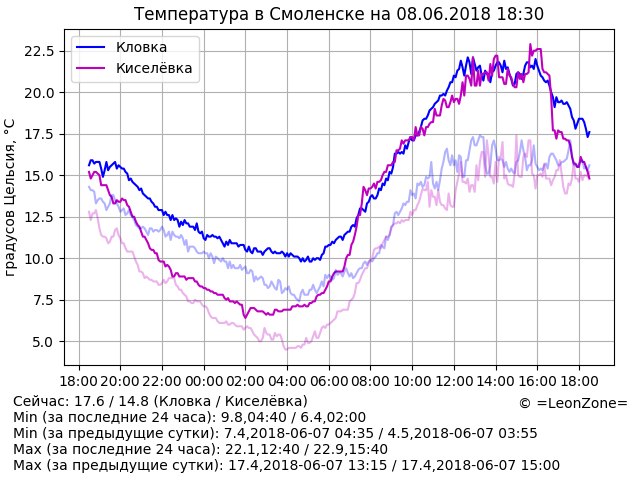 Температура в Смоленске на 08.06.2018 18:30
Кловка
Киселёвка
градусов Цельсия, °C
22.5
20.0
17.5
15.0
12.5
10.0
7.5
5.0
18:00 20:00 22:00 00:00 02:00 04:00 06:00 08:00 10:00 12:00 14:00 16:00 18:00
Сейчас: 17.6 / 14.8 (Кловка / Киселёвка)
© =LeonZone=
Min (за последние 24 часа): 9.8,04:40 / 6.4,02:00
Min (за предыдущие сутки): 7.4,2018-06-07 04:35 / 4.5,2018-06-07 03:55
Max (за последние 24 часа): 22.1,12:40 / 22.9,15:40
Max (за предыдущие сутки): 17.4,2018-06-07 13:15 / 17.4,2018-06-07 15:00